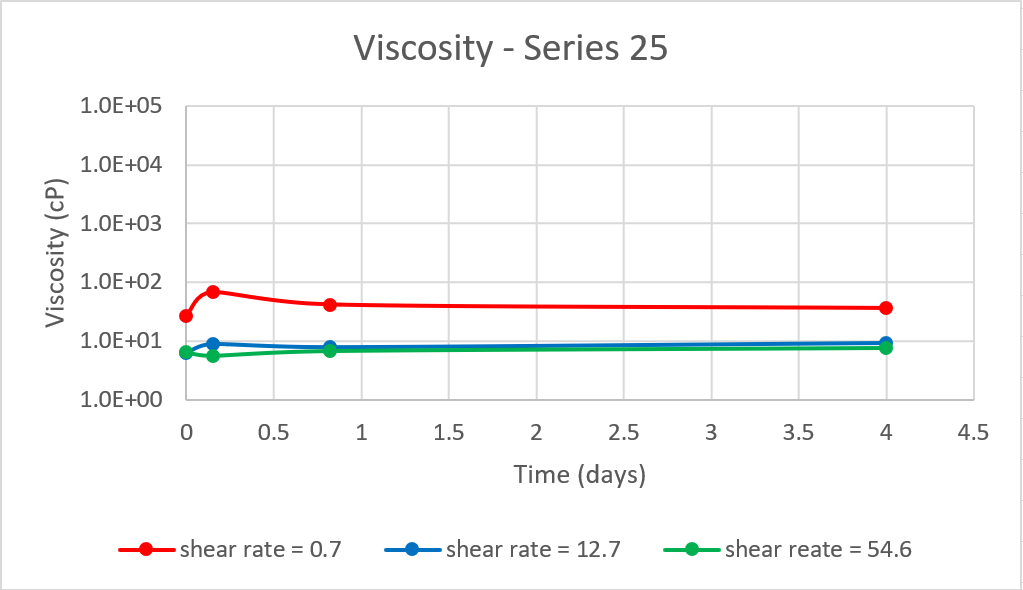 Viscosity - Series 25
Viscosity (cP)
1.0E+05
1.0E+04
1.0E+03
1.0E+02
1.0E+01
1.0E+00
0 0.5 1 1.5 2 2.5 3 3.5 4 4.5
Time (days)
shear rate = 0.7 shear rate = 12.7 shear reate = 54.6